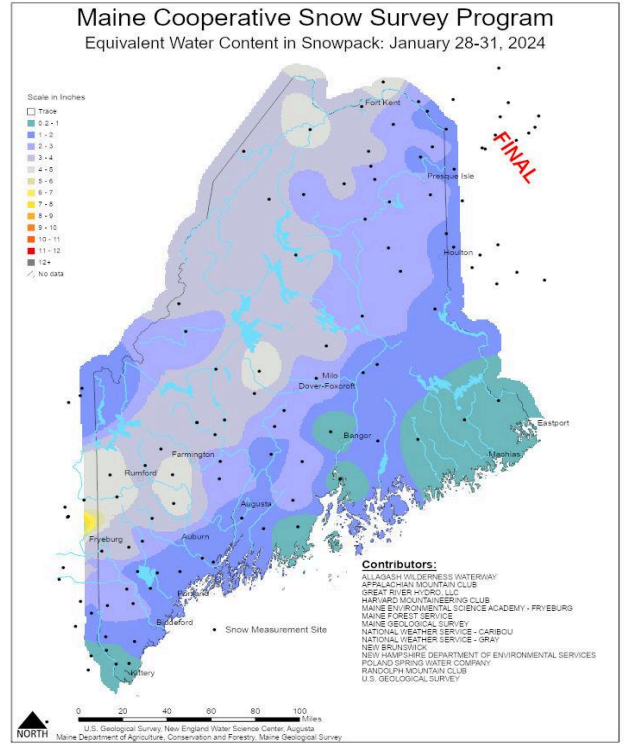 Maine Cooperative Snow Survey Program
Equivalent Water Content in Snowpack: January 28-31, 2024
Scale in Inches
Trace
0.2 - 1
1 - 2
2 - 3
3 - 4
4 - 5
5 - 6
6 - 7
7 - 8
8 - 9
9 - 10
10 - 11
11 - 12
12+
No data
FINAL
Fort Kent
Presque Isle
Houlton
Milo
Dover-Foxcroft
Eastport
Bangor
Machias
Farmington
Rumford
Augusta
Auburn
Fryeburg
Portland
Biddeford
Kittery
Snow Measurement Site
Contributors:
ALLAGASH WILDERNESS WATERWAY
APPALACHIAN MOUNTAIN CLUB
GREAT RIVER HYDRO, LLC
HARVARD MOUNTAINEERING CLUB
MAINE ENVIRONMENTAL SCIENCE ACADEMY - FRYEBURG
MAINE FOREST SERVICE
MAINE GEOLOGICAL SURVEY
NATIONAL WEATHER SERVICE - CARIBOU
NATIONAL WEATHER SERVICE - GRAY
NEW BRUNSWICK
NEW HAMPSHIRE DEPARTMENT OF ENVIRONMENTAL SERVICES
POLAND SPRING WATER COMPANY
RANDOLPH MOUNTAIN CLUB
U.S. GEOLOGICAL SURVEY
0 20 40 60 80 100
Miles
NORTH
U.S. Geological Survey, New England Water Science Center, Augusta
Maine Department of Agriculture, Conservation and Forestry, Maine Geological Survey